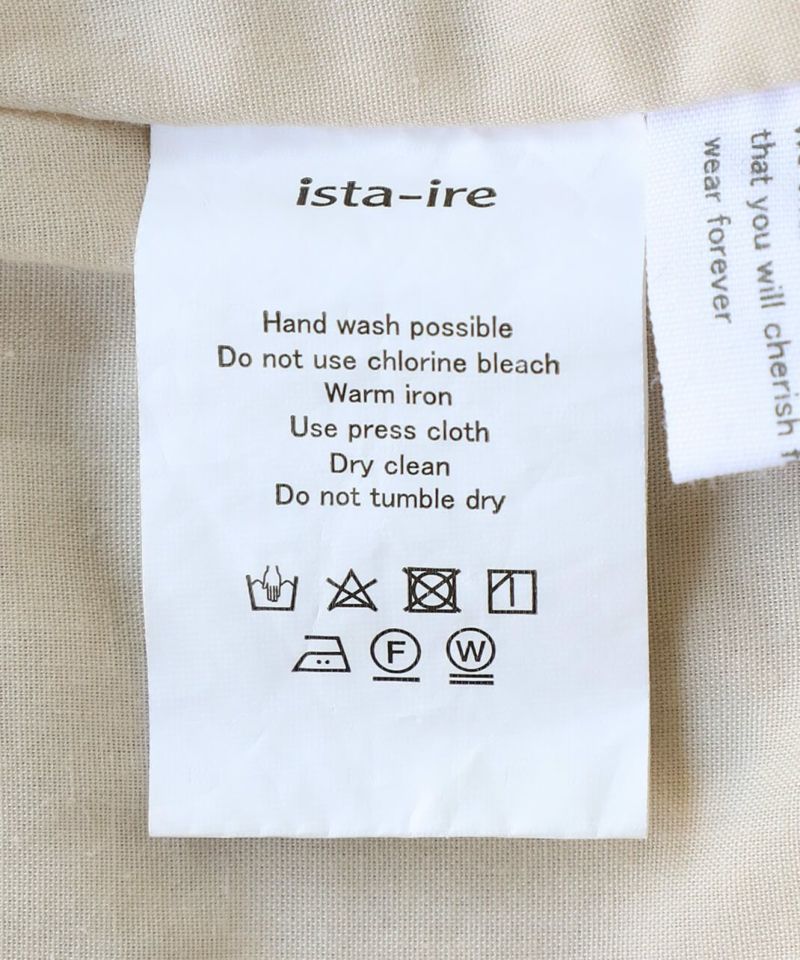 ista-ire
Hand wash possible
Do not use chlorine bleach
Warm iron
Use press cloth
Dry clean
Do not tumble dry
F
W
that you will cherish
wear forever